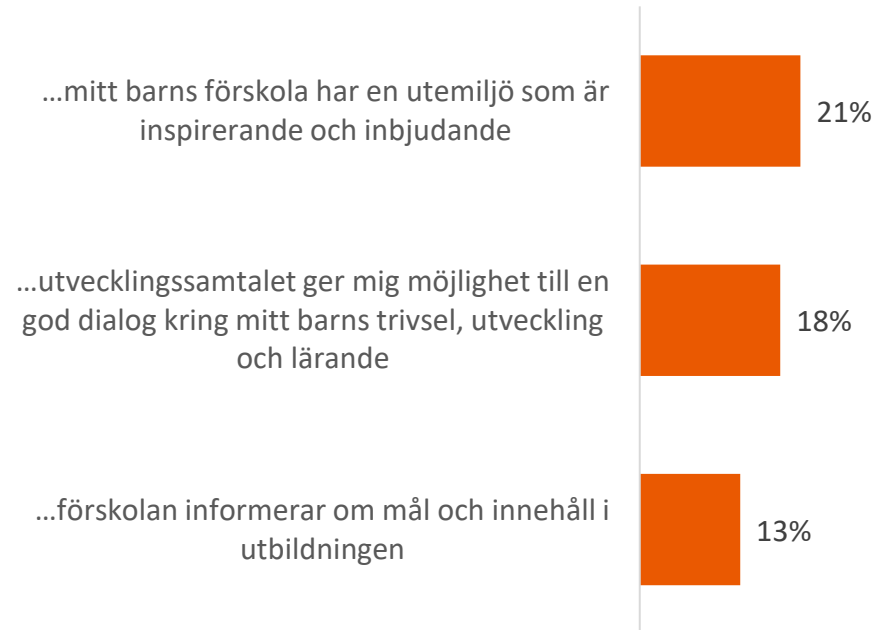 …mitt barns förskola har en utemiljö som är
inspirerande och inbjudande
21%
…utvecklingssamtalet ger mig möjlighet till en
god dialog kring mitt barns trivsel, utveckling
och lärande
18%
…förskolan informerar om mål och innehåll i
utbildningen
13%